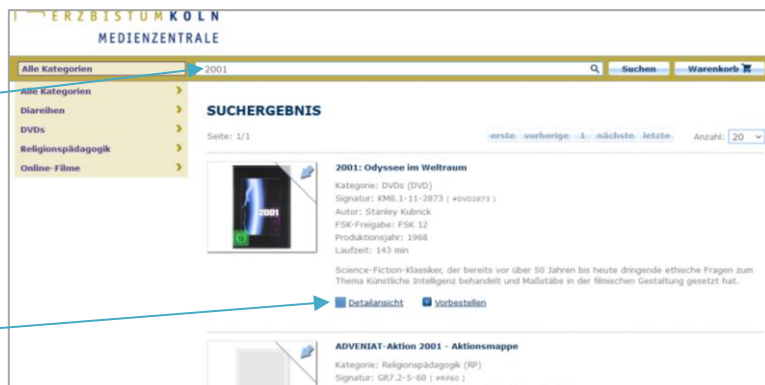 ERZBISTUM KÖLN
MEDIENZENTRALE
Alle Kategorien
2001
Suchen
Warenkorb
Alle Kategorien
Diareihen
DVDs
Religionspädagogik
Online-Filme
SUCHERGEBNIS
Seite: 1/1
erste vorherige 1 nächste letzte
Anzahl: 20
2001
2001: Odyssee im Weltraum
Kategorie: DVDs (DVD)
Signatur: KM8.1-11-2873 ( #DVD2873 )
Autor: Stanley Kubrick
FSK-Freigabe: FSK 12
Produktionsjahr: 1968
Laufzeit: 143 min
Science-Fiction-Klassiker, der bereits vor über 50 Jahren bis heute dringende ethische Fragen zum
Thema Künstliche Intelligenz behandelt und Maßstäbe in der filmischen Gestaltung gesetzt hat.
Detailansicht
Vorbestellen
ADVENIAT-Aktion 2001 - Aktionsmappe
Kategorie: Religionspädagogik (RP)
Signatur: GR7.2-5-60 ( #RP60 )